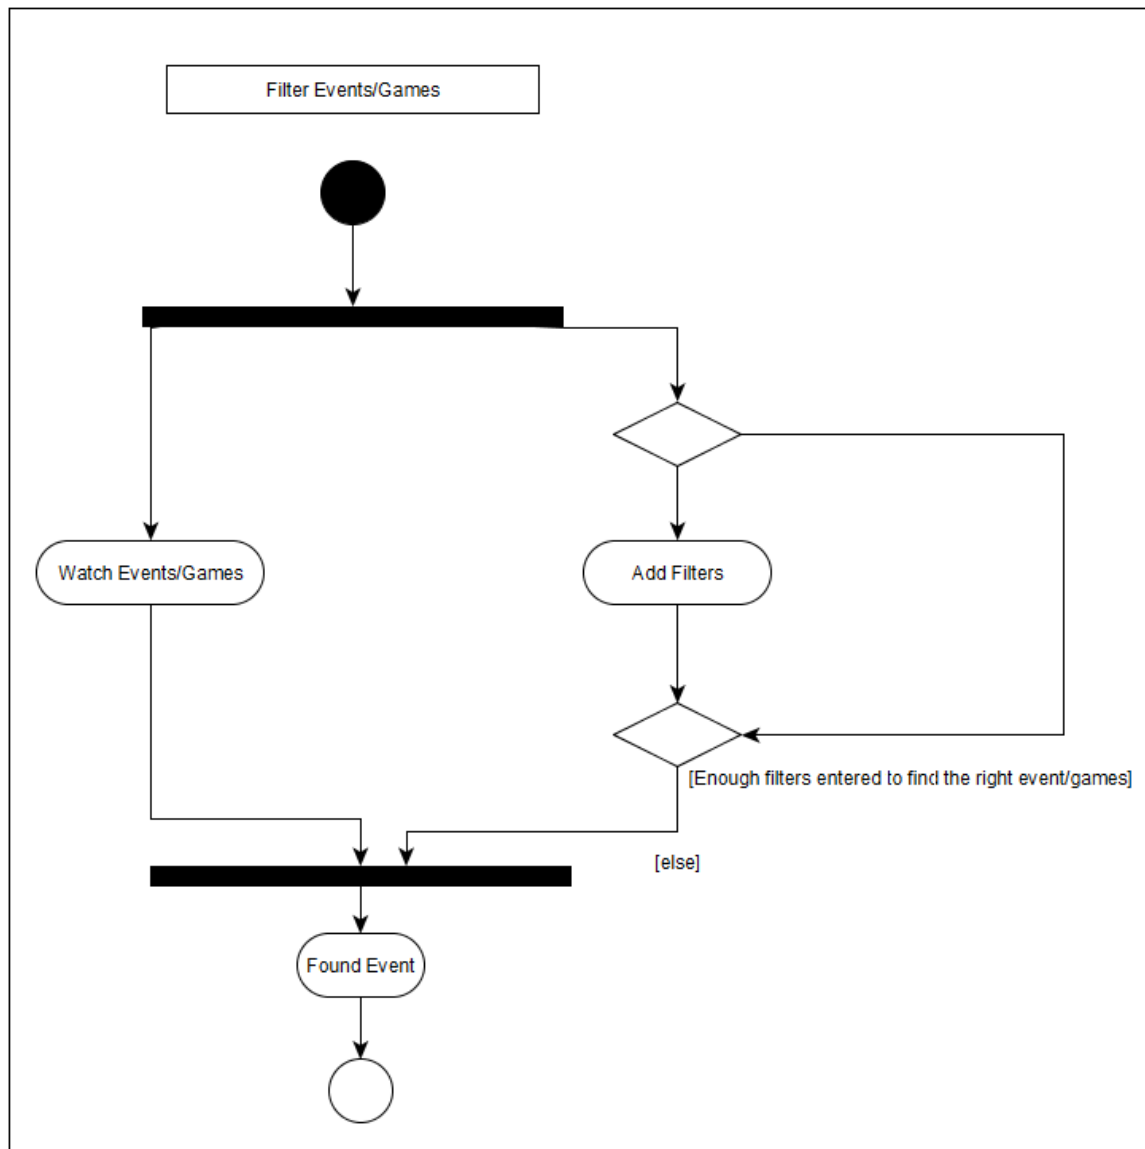 Filter Events/Games
Watch Events/Games
Add Filters
[Enough filters entered to find the right event/games]
[else]
Found Event